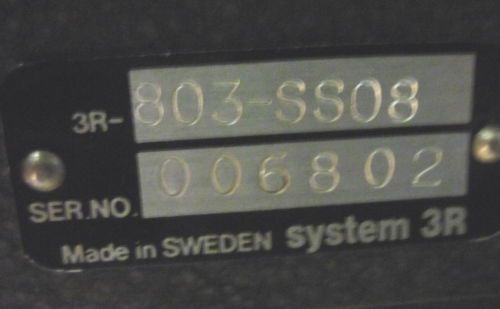 3R-803-SS08
SER.NO. 006802
Made in SWEDEN system 3R